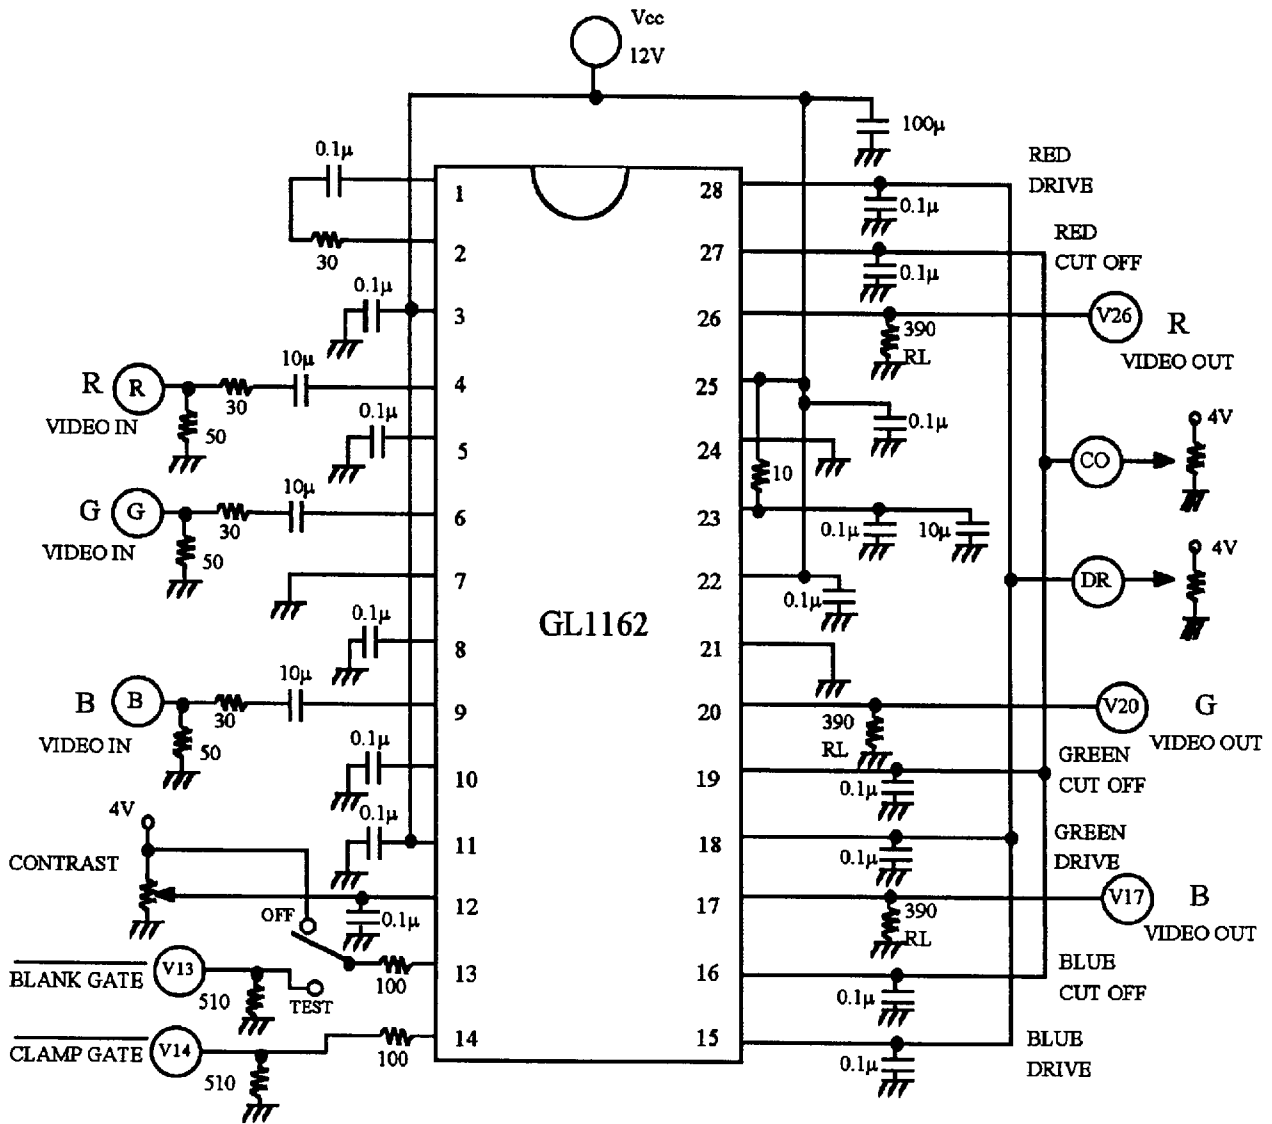 Vcc
12V
100μ
0.1μ
1
28
RED
DRIVE
0.1μ
30
2
27
RED
CUT OFF
0.1μ
0.1μ
3
26
390
RL
V26
R
VIDEO OUT
R
R
VIDEO IN
30
10μ
50
4
25
0.1μ
4V
0.1μ
5
24
10
CO
G
G
VIDEO IN
30
10μ
50
6
23
0.1μ
10μ
4V
7
22
0.1μ
DR
GL1162
0.1μ
8
21
B
B
VIDEO IN
30
10μ
50
9
20
390
RL
V20
G
VIDEO OUT
0.1μ
10
19
0.1μ
GREEN
CUT OFF
4V
0.1μ
11
18
0.1μ
GREEN
DRIVE
CONTRAST
0.1μ
12
17
390
RL
V17
B
VIDEO OUT
OFF
BLANK GATE
V13
510
TEST
100
13
16
0.1μ
BLUE
CUT OFF
CLAMP GATE
V14
510
100
14
15
0.1μ
BLUE
DRIVE